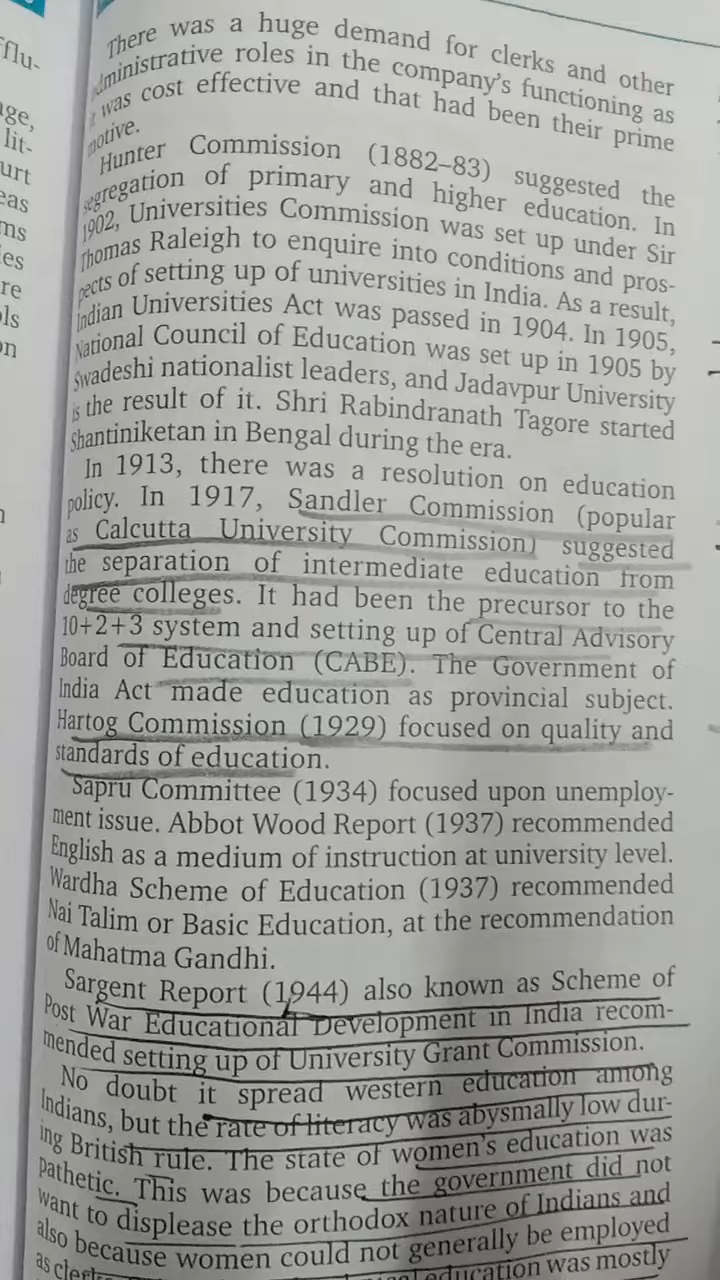 fflu-
age,
lit-
urt
eas
ms
es
re
ols
on
There was a huge demand for clerks and other
dministrative roles in the company's functioning as
t was cost effective and that had been their prime
motive.
Hunter Commission (1882–83) suggested the
segregation of primary and higher education. In
1902, Universities Commission was set up under Sir
Thomas Raleigh to enquire into conditions and pros-
pects of setting up of universities in India. As a result,
Indian Universities Act was passed in 1904. In 1905,
National Council of Education was set up in 1905 by
Swadeshi nationalist leaders, and Jadavpur University
is the result of it. Shri Rabindranath Tagore started
Shantiniketan in Bengal during the era.
In 1913, there was a resolution on education
policy. In 1917, Sandler Commission (popular
as Calcutta University Commission) suggested
the separation of intermediate education from
degree colleges. It had been the precursor to the
10+2+3 system and setting up of Central Advisory
Board of Education (CABE). The Government of
India Act made education as provincial subject.
Hartog Commission (1929) focused on quality and
standards of education.
Sapru Committee (1934) focused upon unemploy-
ment issue. Abbot Wood Report (1937) recommended
English as a medium of instruction at university level.
Wardha Scheme of Education (1937) recommended
Nai Talim or Basic Education, at the recommendation
of Mahatma Gandhi.
Sargent Report (1944) also known as Scheme of
Post War Educational Development in India recom-
mended setting up of University Grant Commission.
No doubt it spread western education among
Indians, but the rate of literacy was abysmally low dur-
ing British rule. The state of women's education was
pathetic. This was because the government did not
want to displease the orthodox nature of Indians and
also because women could not generally be employed
as education was mostly